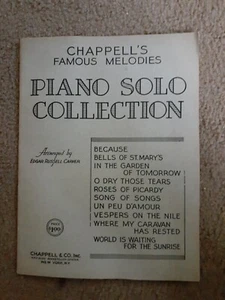 CHAPPELL'S
FAMOUS MELODIES
PIANO SOLO
COLLECTION
Arranged by
BECAUSE
BELLS OF ST. MARY'S
IN THE GARDEN
OF TOMORROW
O DRY THOSE TEARS
ROSES OF PICARDY
SONG OF SONGS
UN PEU D'AMOUR
VESPERS ON THE NILE
WHERE MY CARAVAN
HAS RESTED
WORLD IS WAITING
FOR THE SUNRISE
CHAPPELL & CO. INC.
NEW YORK, N.Y.